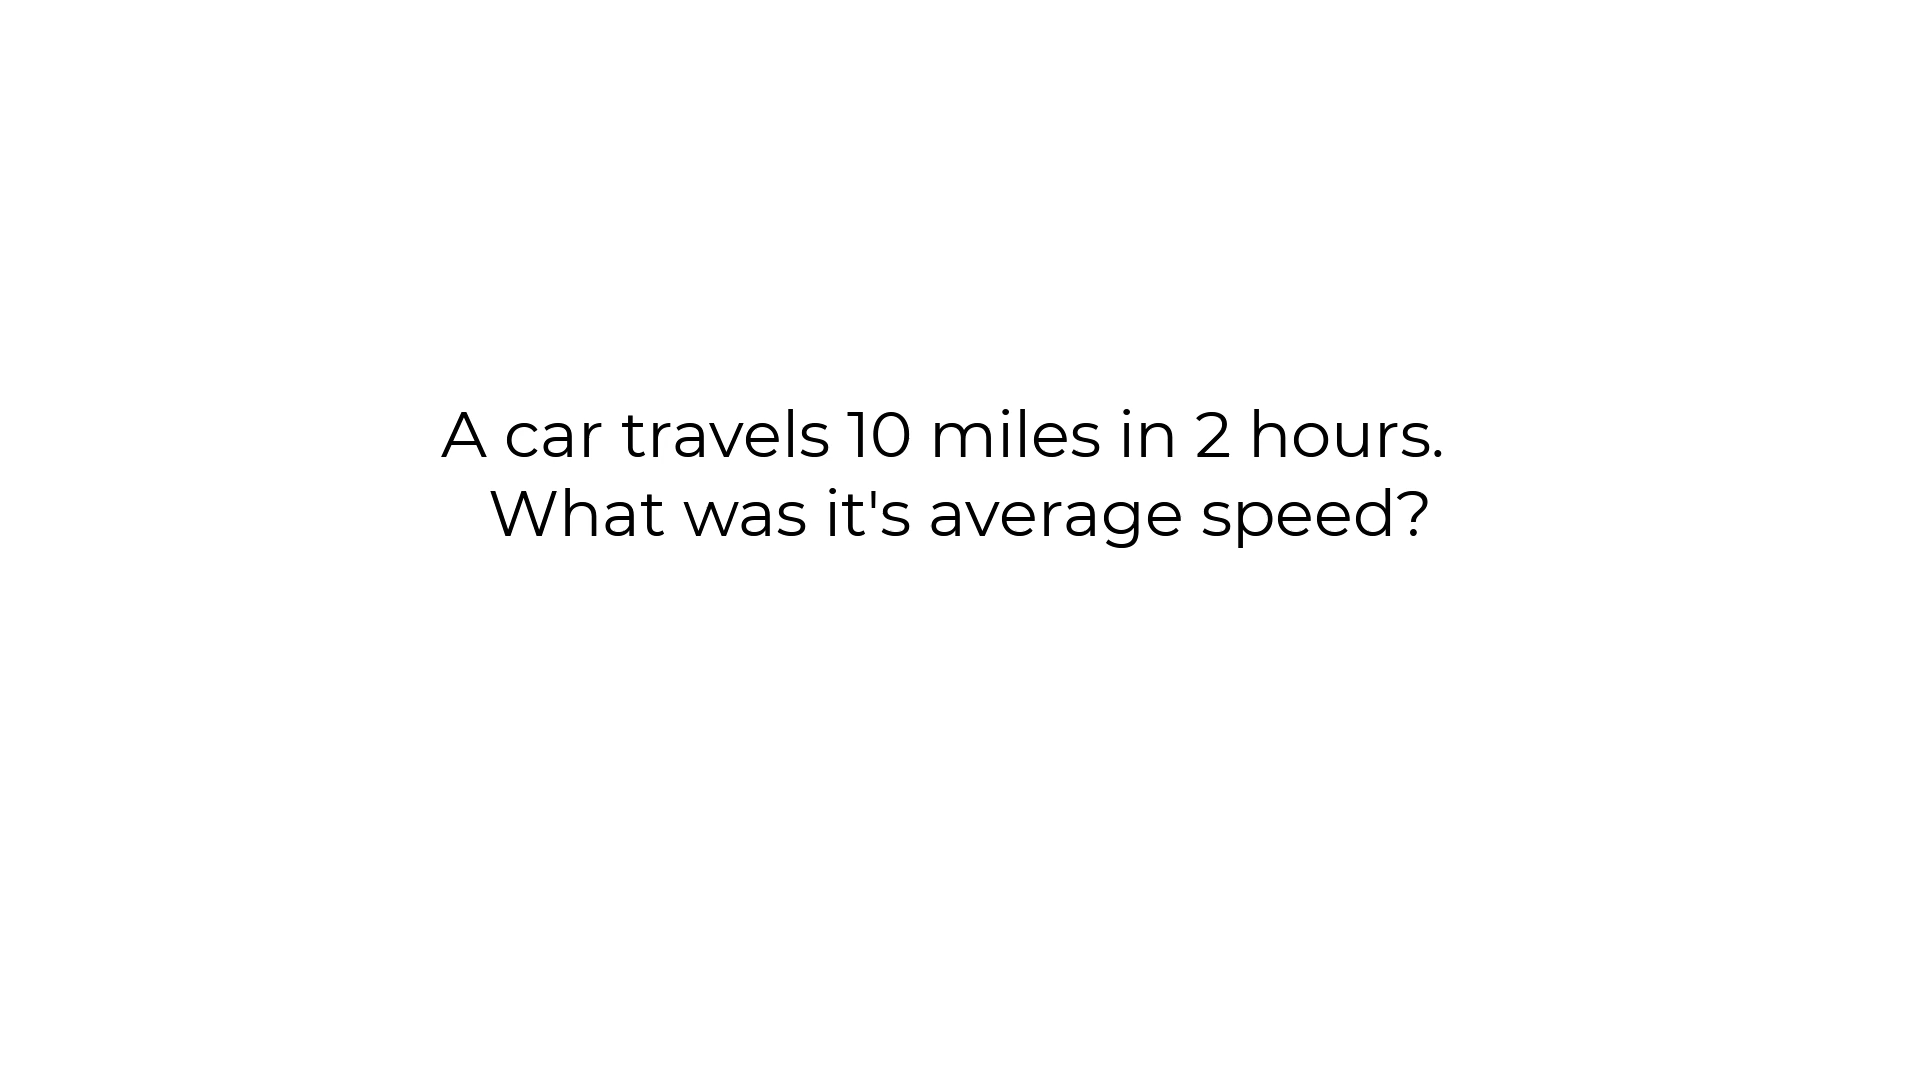 A car travels 10 miles in 2 hours.
What was it's average speed?